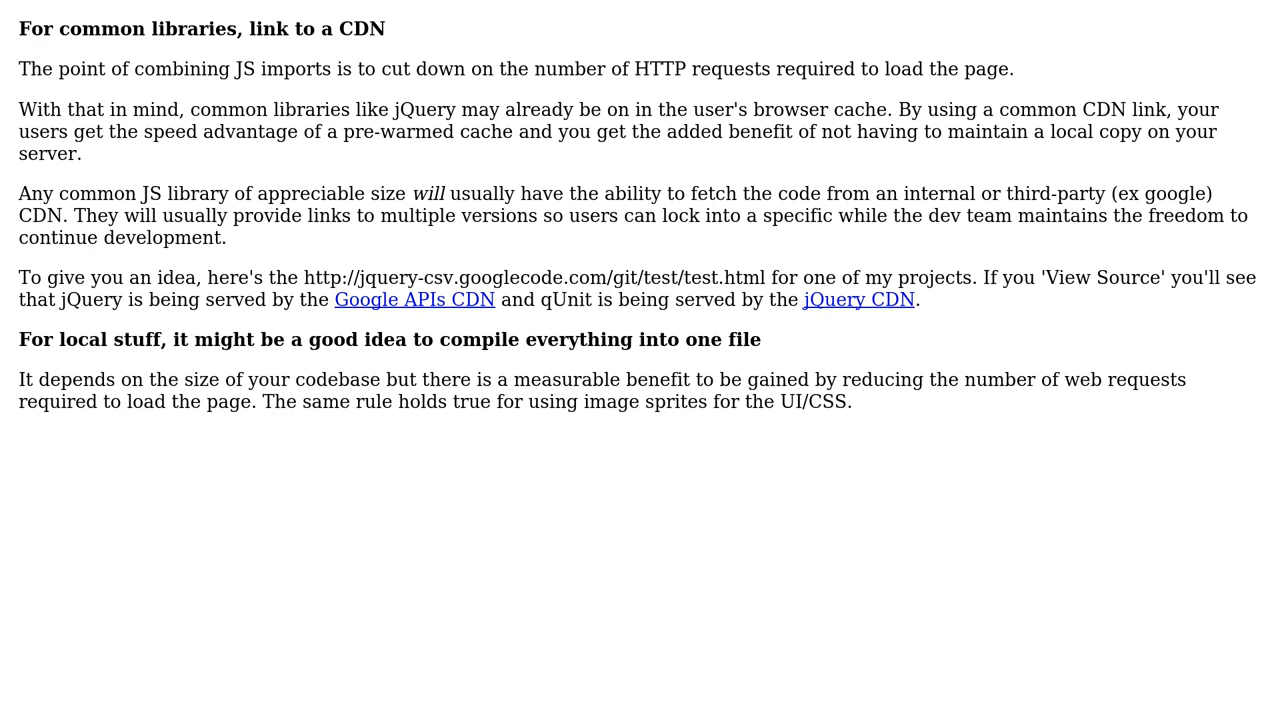 For common libraries, link to a CDN
The point of combining JS imports is to cut down on the number of HTTP requests required to load the page.
With that in mind, common libraries like jQuery may already be on in the user's browser cache. By using a common CDN link, your
users get the speed advantage of a pre-warmed cache and you get the added benefit of not having to maintain a local copy on your
server.
Any common JS library of appreciable size will usually have the ability to fetch the code from an internal or third-party (ex google)
CDN. They will usually provide links to multiple versions so users can lock into a specific while the dev team maintains the freedom to
continue development.
To give you an idea, here's the http://jquery-csv.googlecode.com/git/test/test.html for one of my projects. If you 'View Source' you'll see
that jQuery is being served by the Google APIs CDN and qUnit is being served by the jQuery CDN.
For local stuff, it might be a good idea to compile everything into one file
It depends on the size of your codebase but there is a measurable benefit to be gained by reducing the number of web requests
required to load the page. The same rule holds true for using image sprites for the UI/CSS.